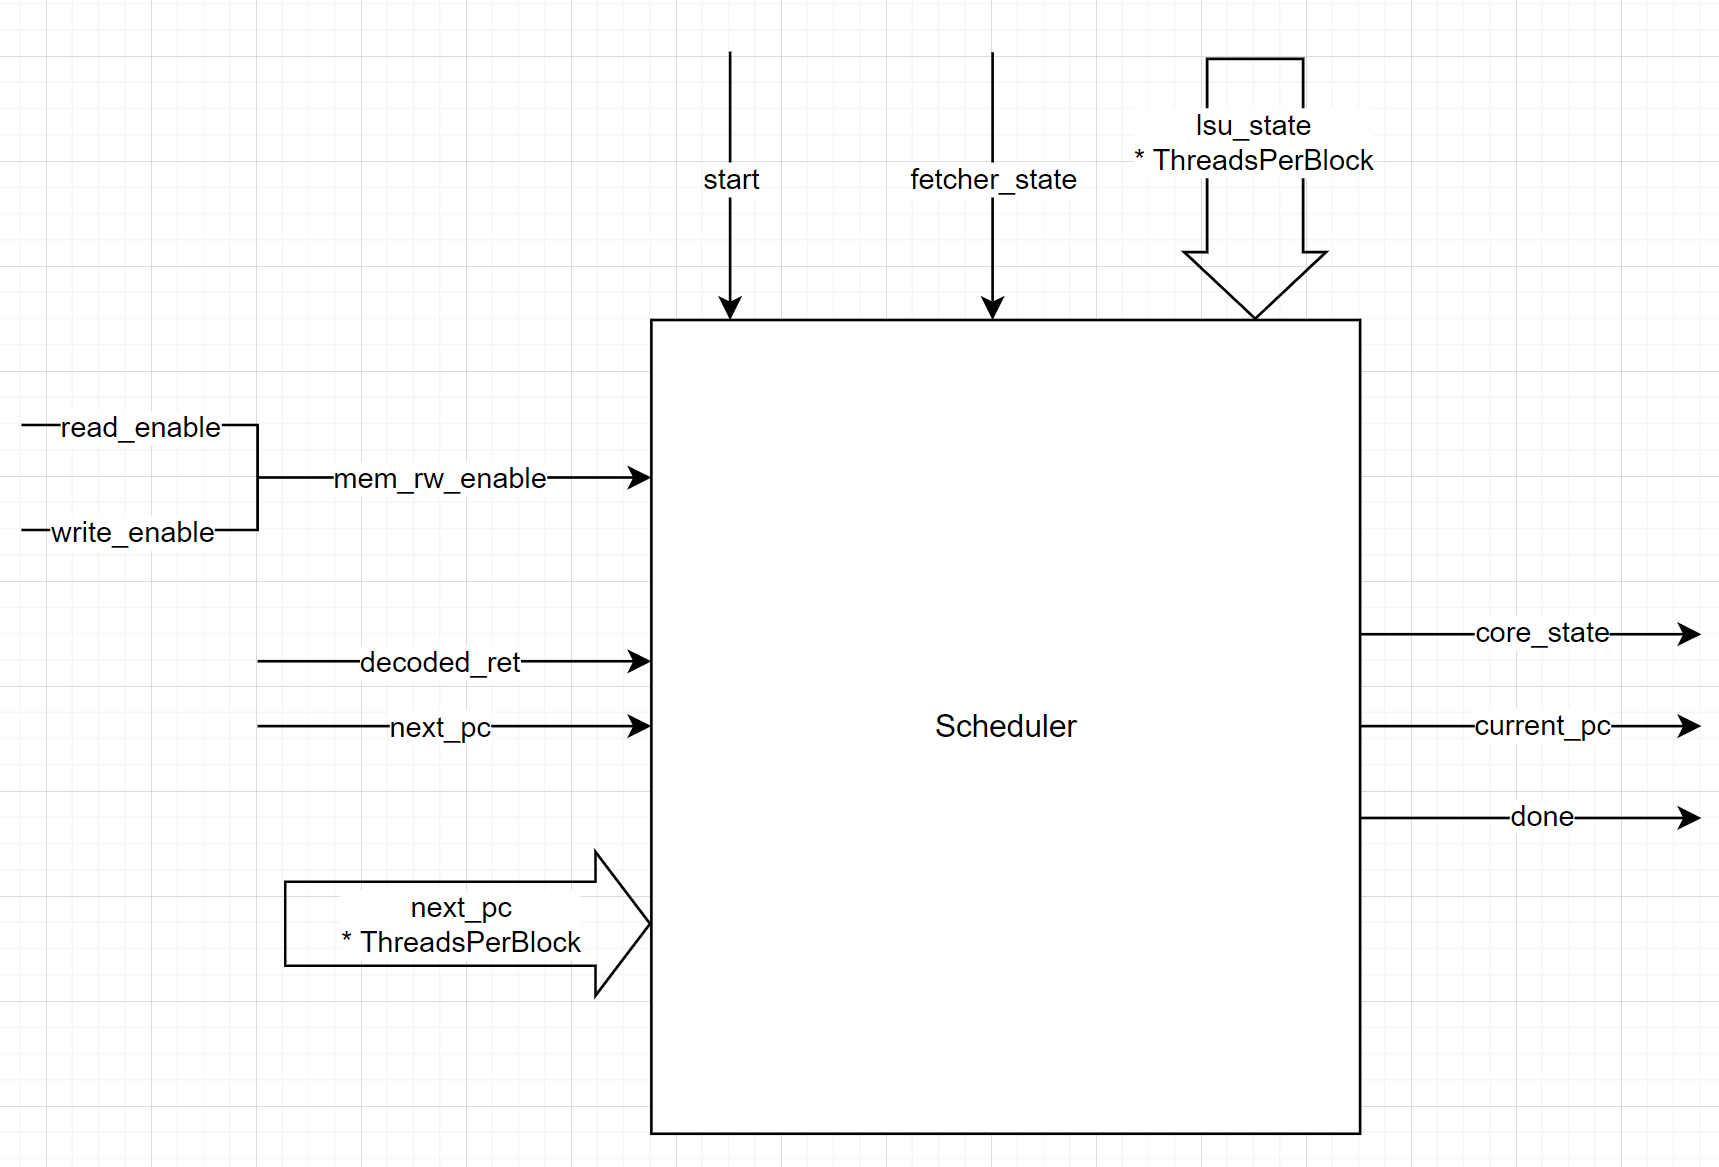 start
fetcher_state
lsu_state
* ThreadsPerBlock
read_enable
mem_rw_enable
write_enable
decoded_ret
next_pc
next_pc
* ThreadsPerBlock
Scheduler
core_state
current_pc
done